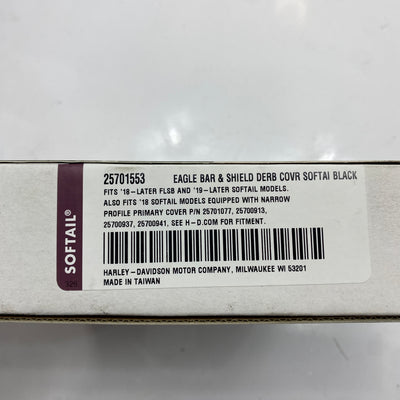 25701553 EAGLE BAR & SHIELD DERB COVR SOFTAI BLACK
FITS '18-LATER FLSB AND '19-LATER SOFTAIL MODELS.
ALSO FITS '18 SOFTAIL MODELS EQUIPPED WITH NARROW
PROFILE PRIMARY COVER P/N 25701077, 25700913,
25700937, 25700941, SEE H-D.COM FOR FITMENT.
HARLEY-DAVIDSON MOTOR COMPANY, MILWAUKEE WI 53201
MADE IN TAIWAN
SOFTAIL®
326